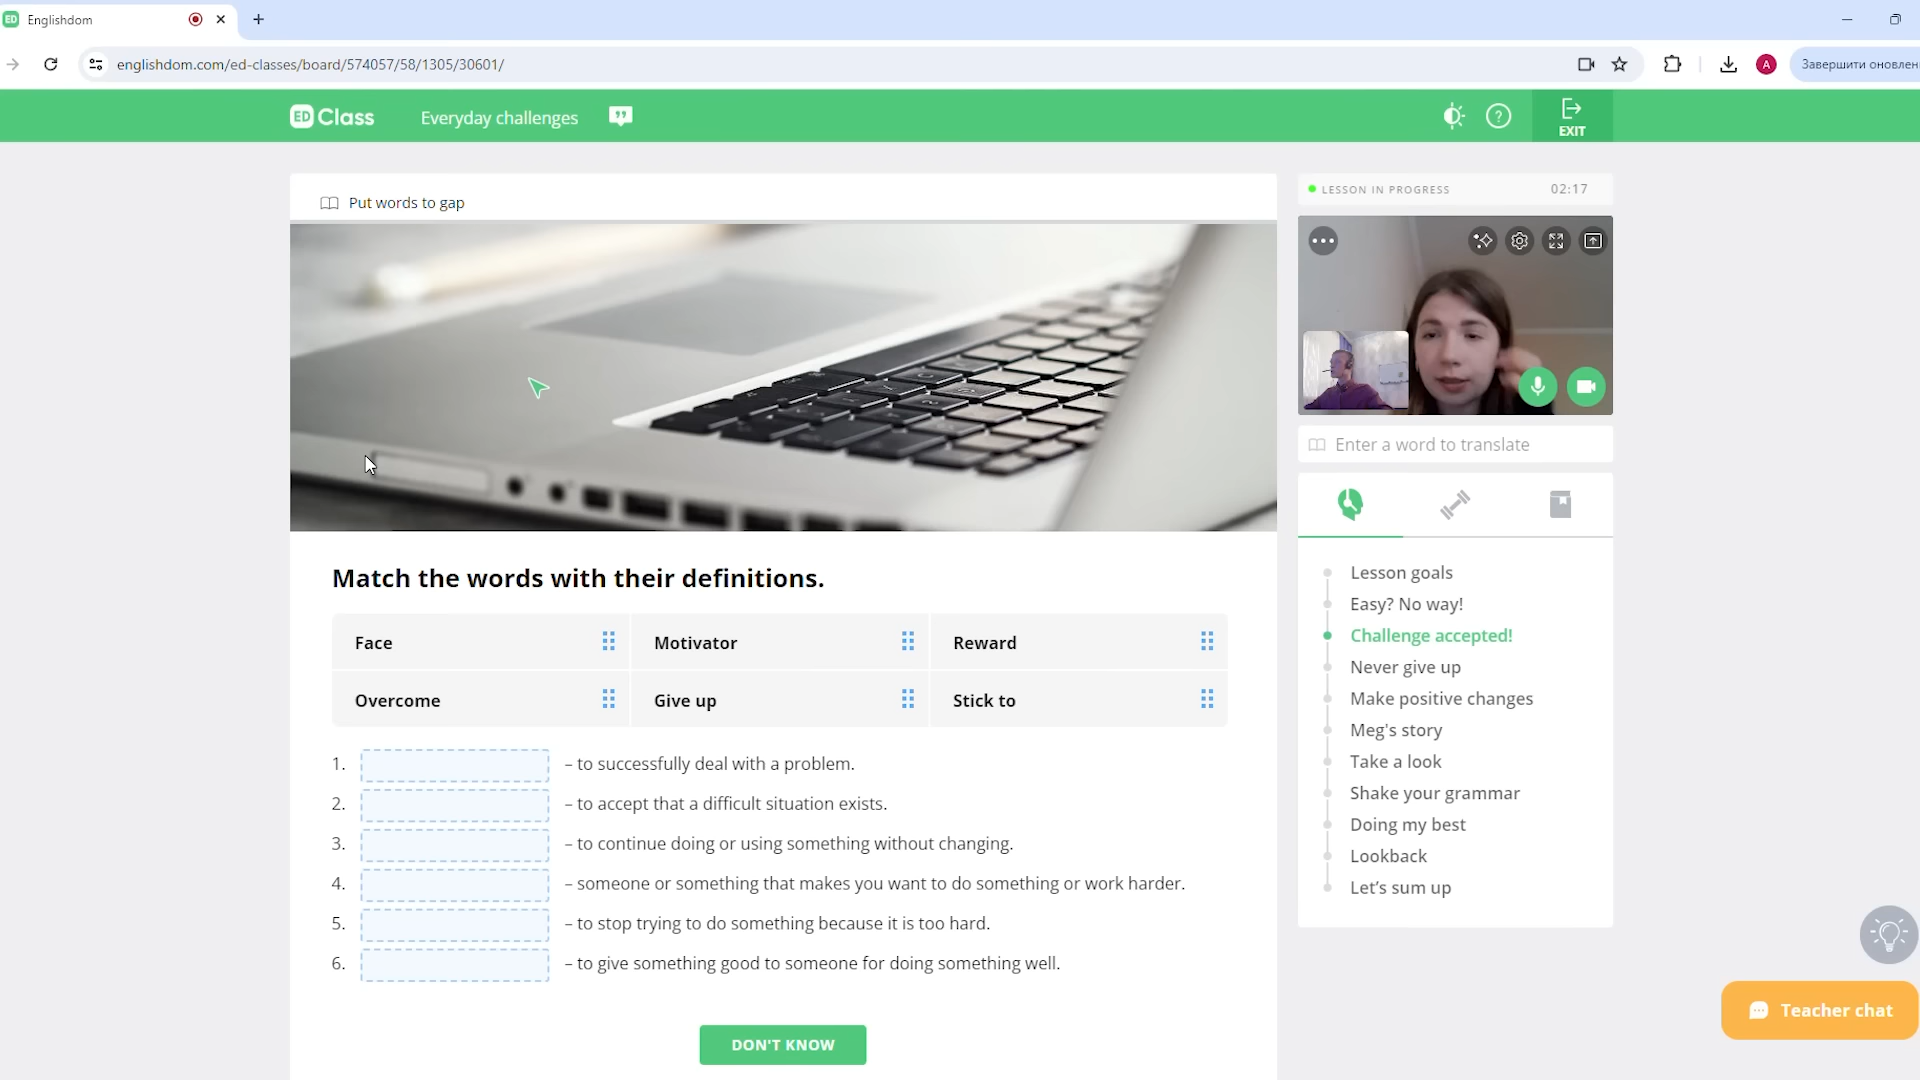 ED Englishdom
englishdom.com/ed-classes/board/574057/58/1305/30601/
A
Завершити оновлен
ED Class
Everyday challenges
?
EXIT
Put words to gap
LESSON IN PROGRESS 02:17
Enter a word to translate
Match the words with their definitions.
Face Motivator Reward
Overcome Give up Stick to
1. – to successfully deal with a problem.
2. – to accept that a difficult situation exists.
3. – to continue doing or using something without changing.
4. – someone or something that makes you want to do something or work harder.
5. – to stop trying to do something because it is too hard.
6. – to give something good to someone for doing something well.
DON'T KNOW
Lesson goals
Easy? No way!
Challenge accepted!
Never give up
Make positive changes
Meg's story
Take a look
Shake your grammar
Doing my best
Lookback
Let's sum up
Teacher chat